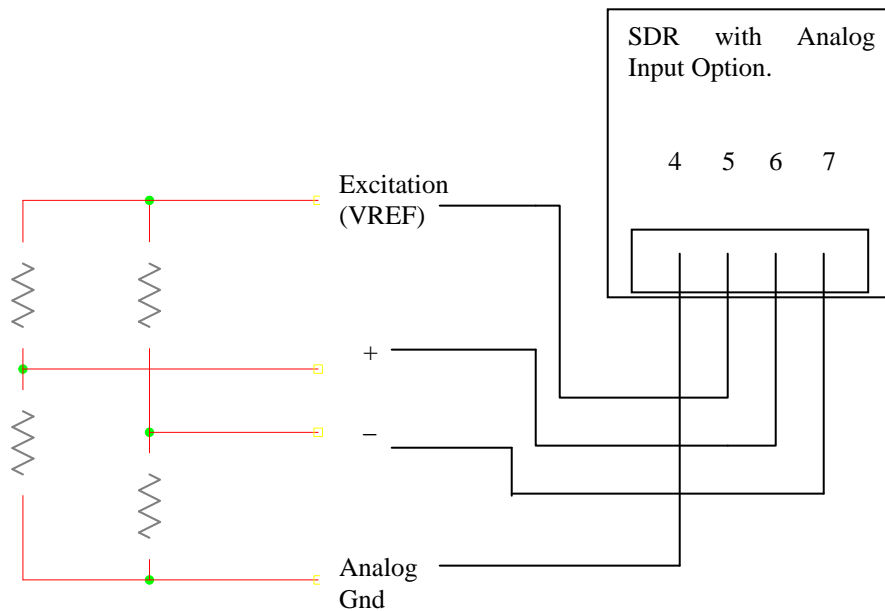 SDR with Analog
Input Option.
4 5 6 7
Excitation
(VREF)
+
−
Analog
Gnd